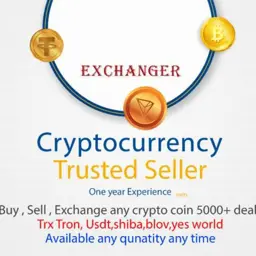 EXCHANGER
Cryptocurrency
Trusted Seller
One year Experience
Buy , Sell , Exchange any crypto coin 5000+ deal
Trx Tron, Usdt,shiba,blov,yes world
Available any qunatity any time